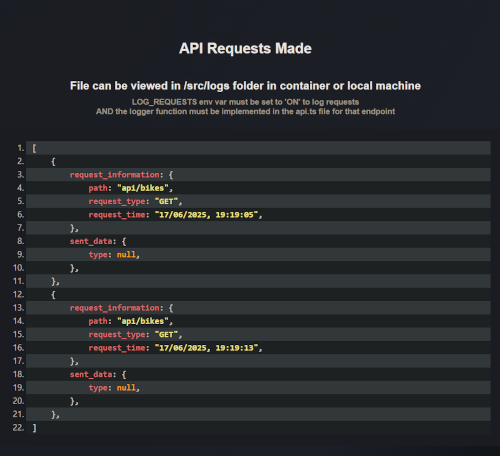 API Requests Made
File can be viewed in /src/logs folder in container or local machine
LOG_REQUESTS env var must be set to 'ON' to log requests
AND the logger function must be implemented in the api.ts file for that endpoint
1. [
2.     {
3.         request_information: {
4.             path: "api/bikes",
5.             request_type: "GET",
6.             request_time: "17/06/2025, 19:19:05",
7.         },
8.         sent_data: {
9.             type: null,
10.         },
11.     },
12.     {
13.         request_information: {
14.             path: "api/bikes",
15.             request_type: "GET",
16.             request_time: "17/06/2025, 19:19:13",
17.         },
18.         sent_data: {
19.             type: null,
20.         },
21.     },
22. ]